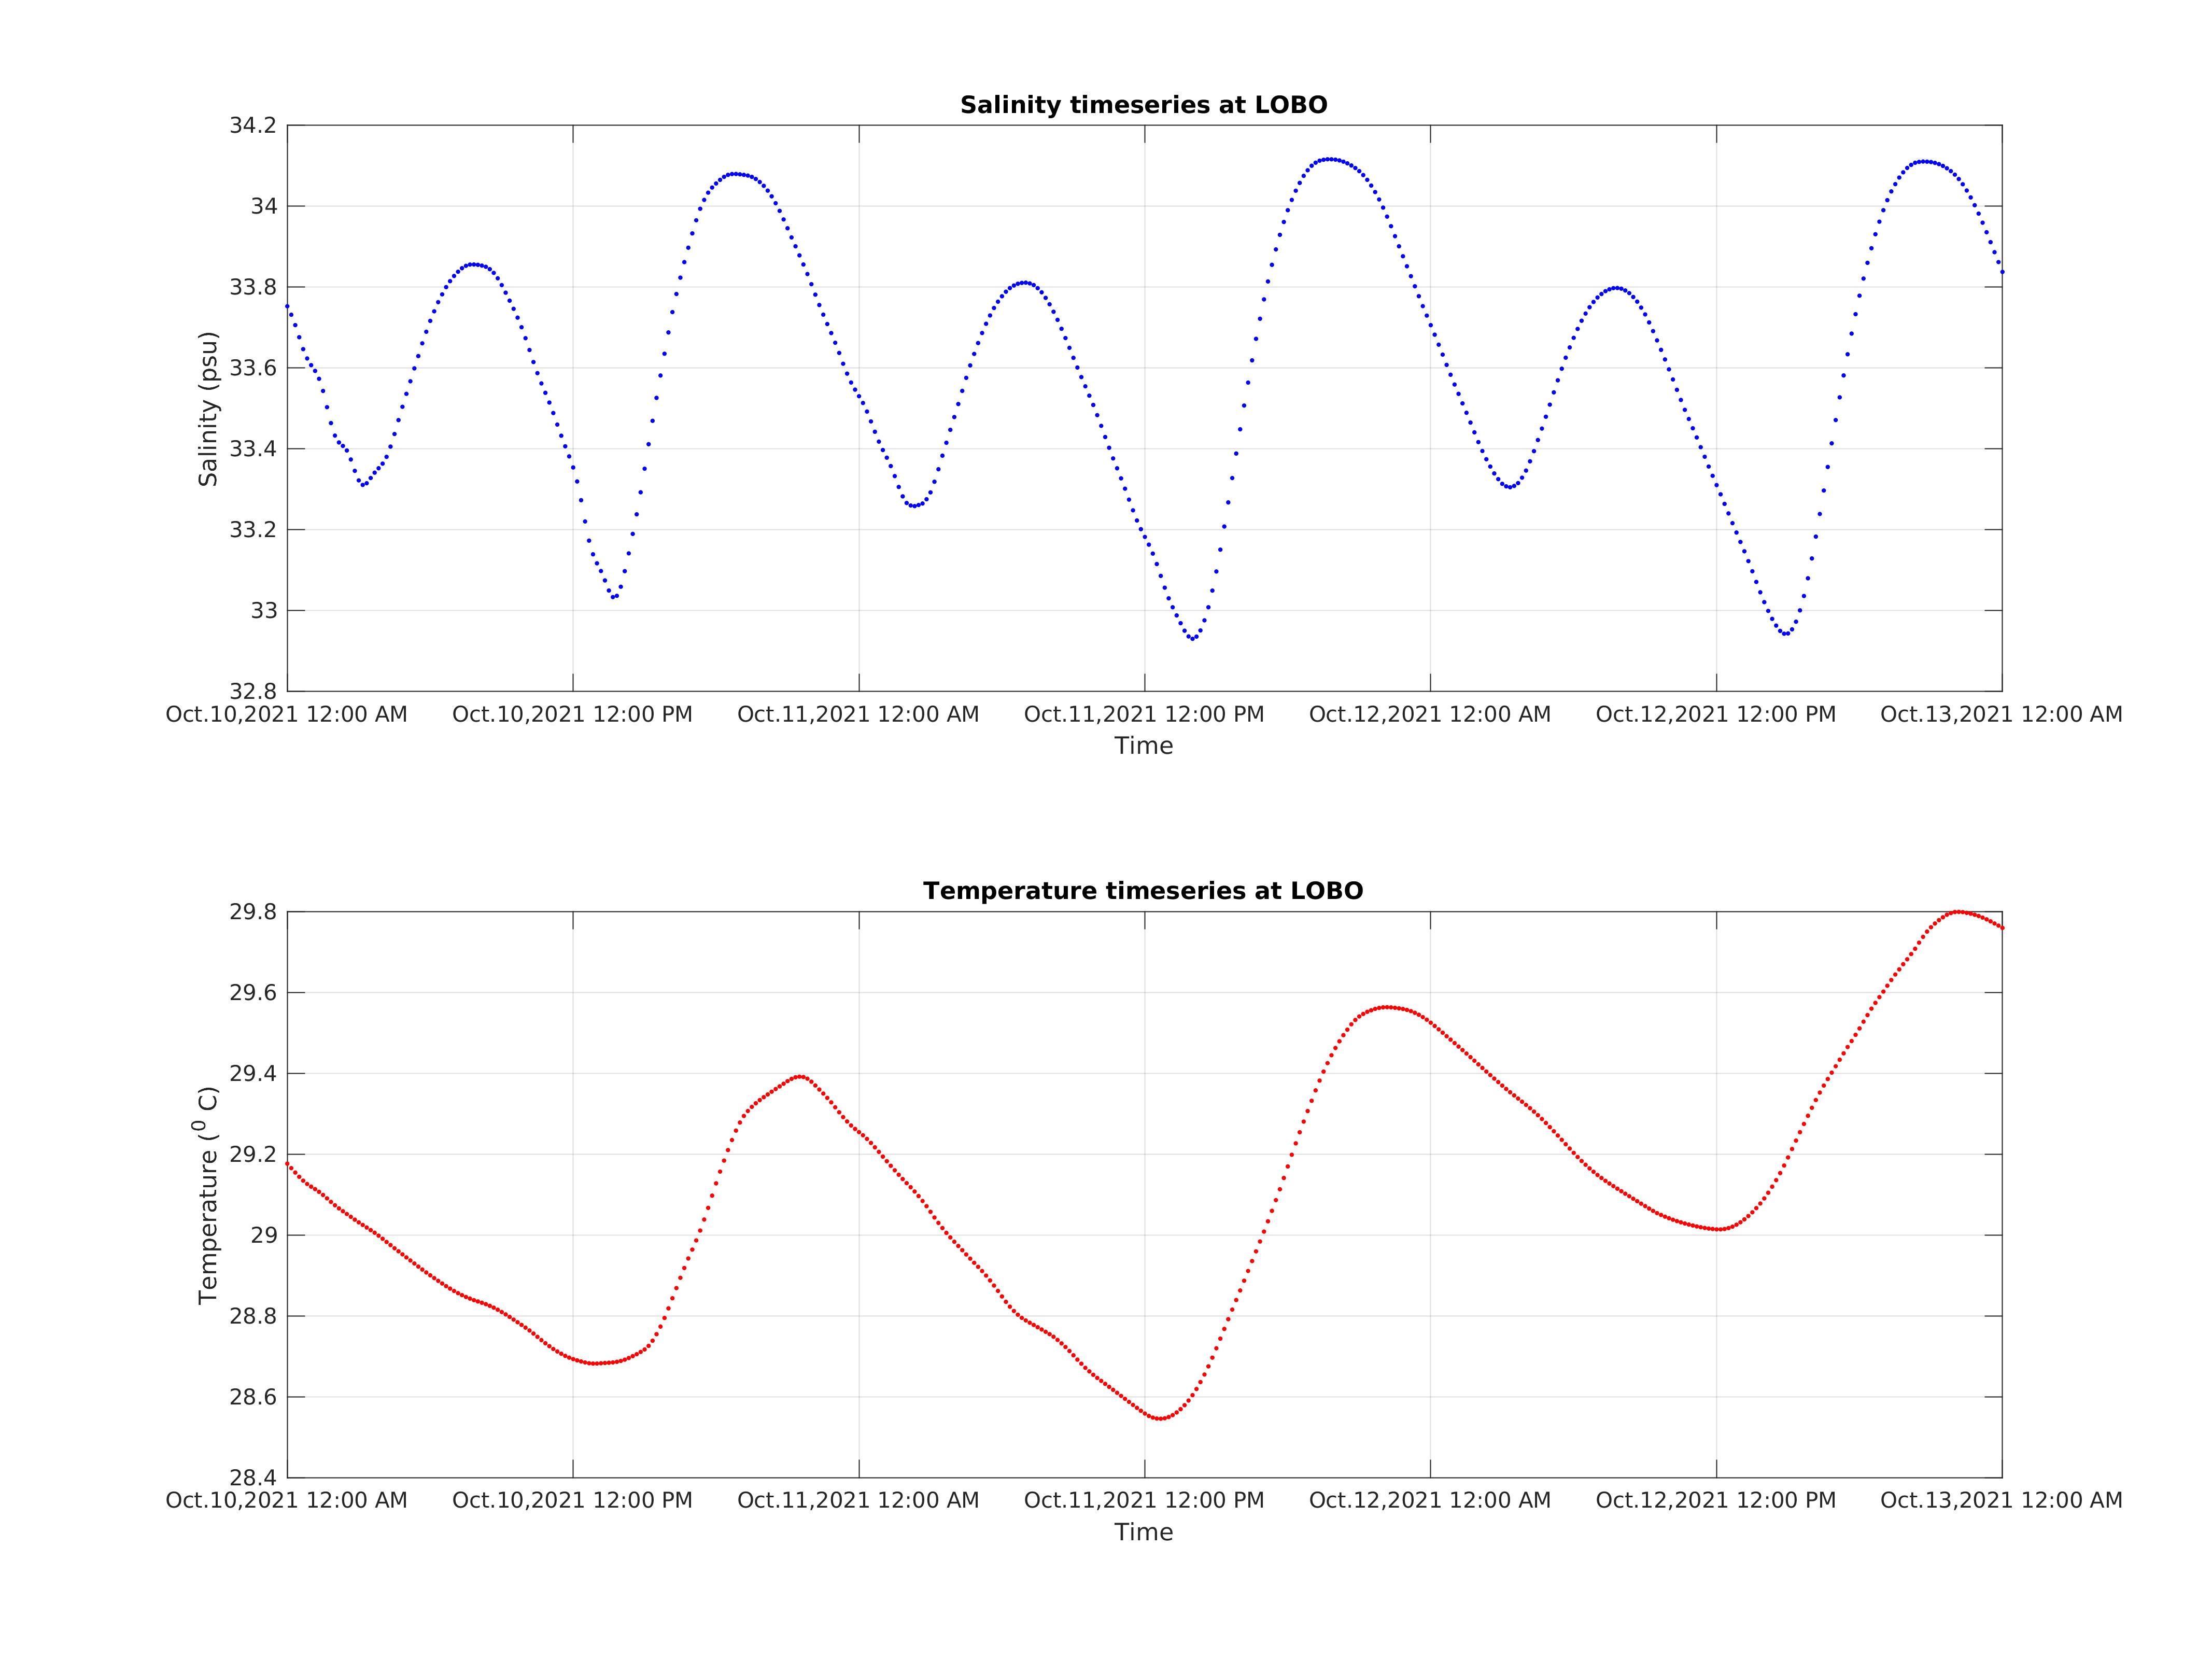 Salinity timeseries at LOBO
34.2
34
33.8
33.6
33.4
33.2
33
32.8
Salinity (psu)
Oct.10,2021 12:00 AM Oct.10,2021 12:00 PM Oct.11,2021 12:00 AM Oct.11,2021 12:00 PM Oct.12,2021 12:00 AM Oct.12,2021 12:00 PM Oct.13,2021 12:00 AM
Time
Temperature timeseries at LOBO
29.8
29.6
29.4
29.2
29
28.8
28.6
28.4
Temperature (⁰ C)
Oct.10,2021 12:00 AM Oct.10,2021 12:00 PM Oct.11,2021 12:00 AM Oct.11,2021 12:00 PM Oct.12,2021 12:00 AM Oct.12,2021 12:00 PM Oct.13,2021 12:00 AM
Time